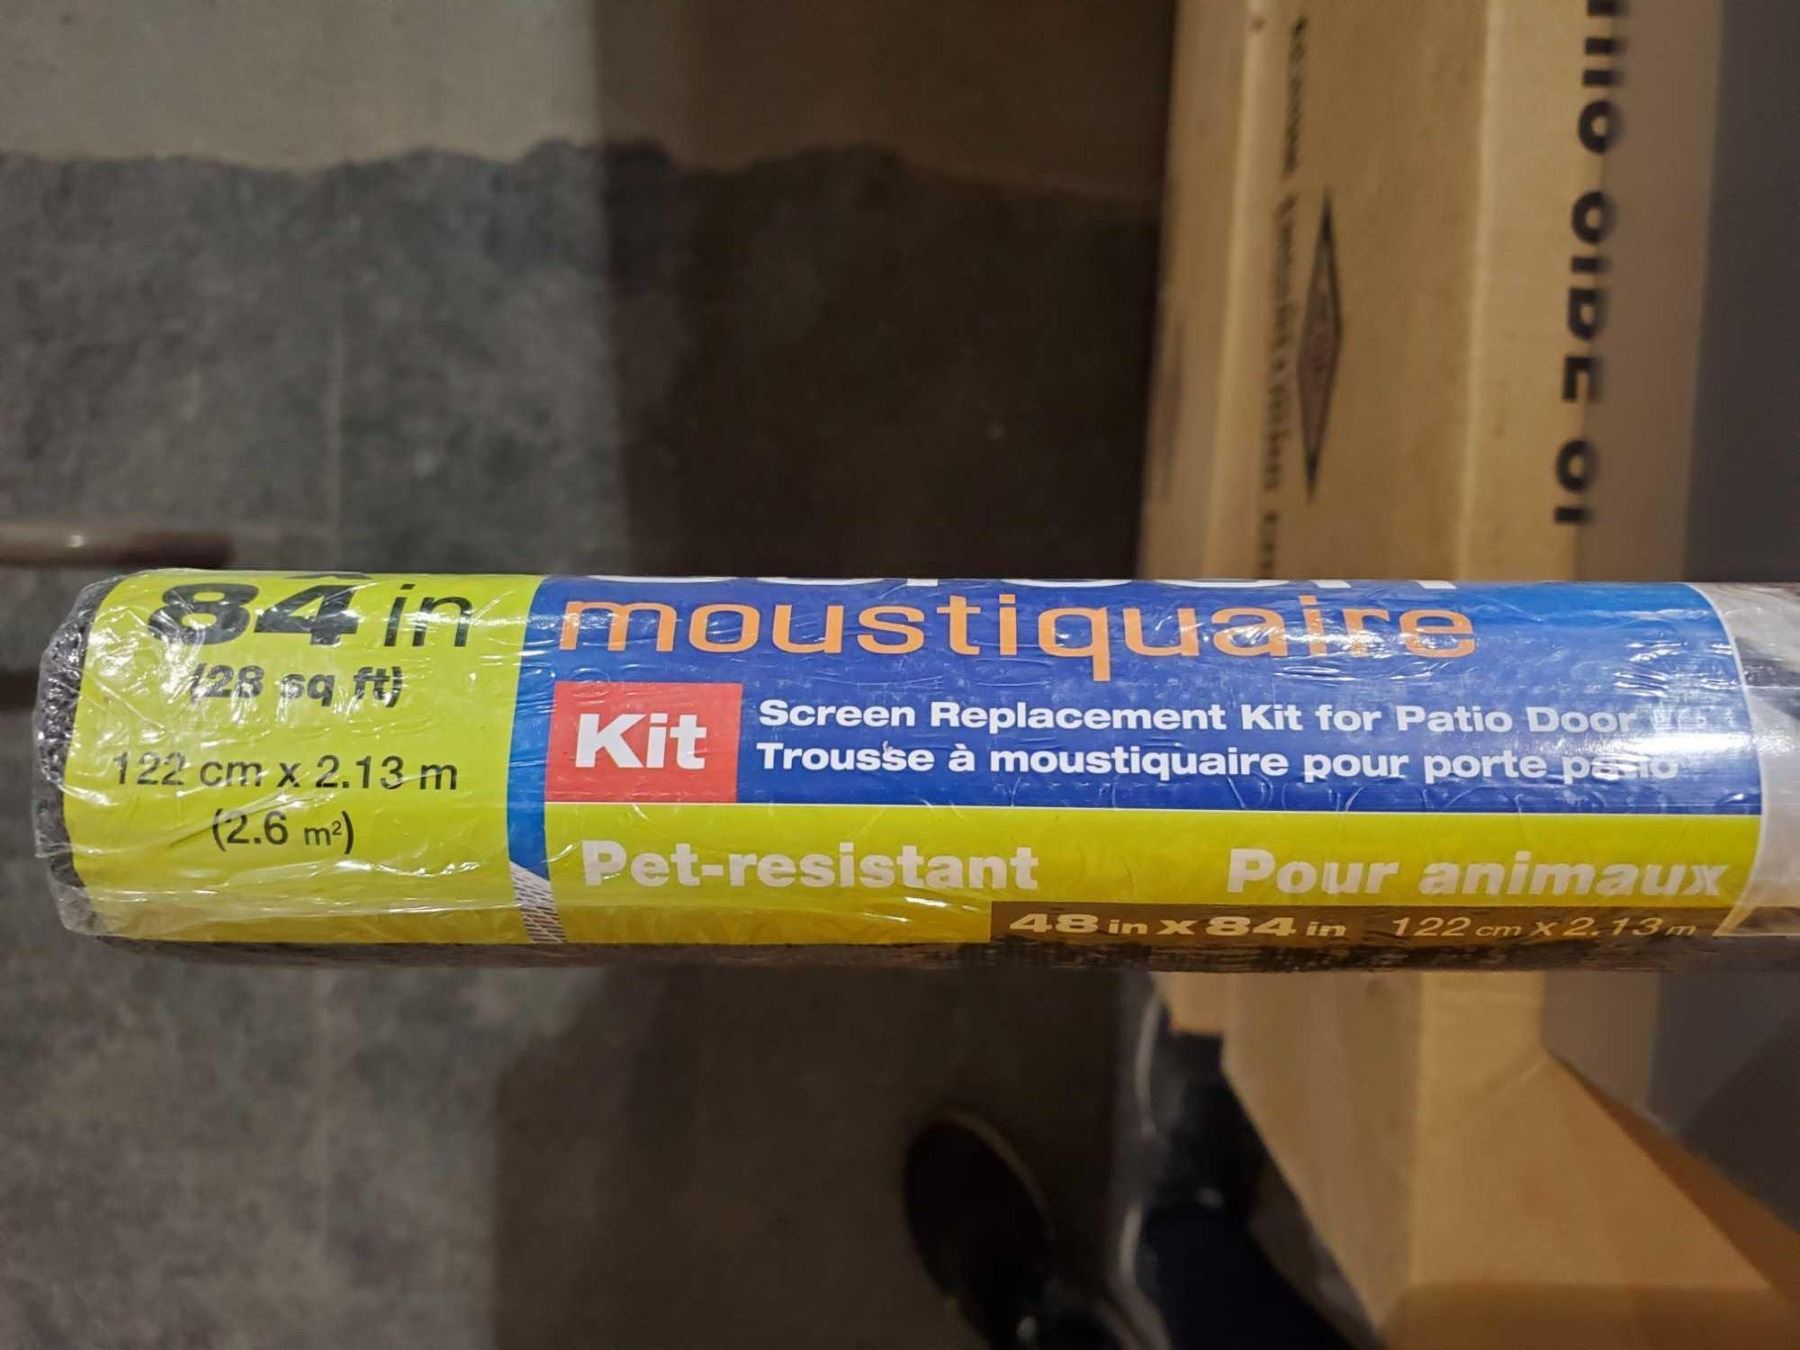 84 in
(28 sq ft)
122 cm x 2.13 m
(2.6 m²)
moustiquaire
Kit
Screen Replacement Kit for Patio Door
Trousse à moustiquaire pour porte patio
Pet-resistant
Pour animaux
48 in x 84 in 122 cm x 2.13 m